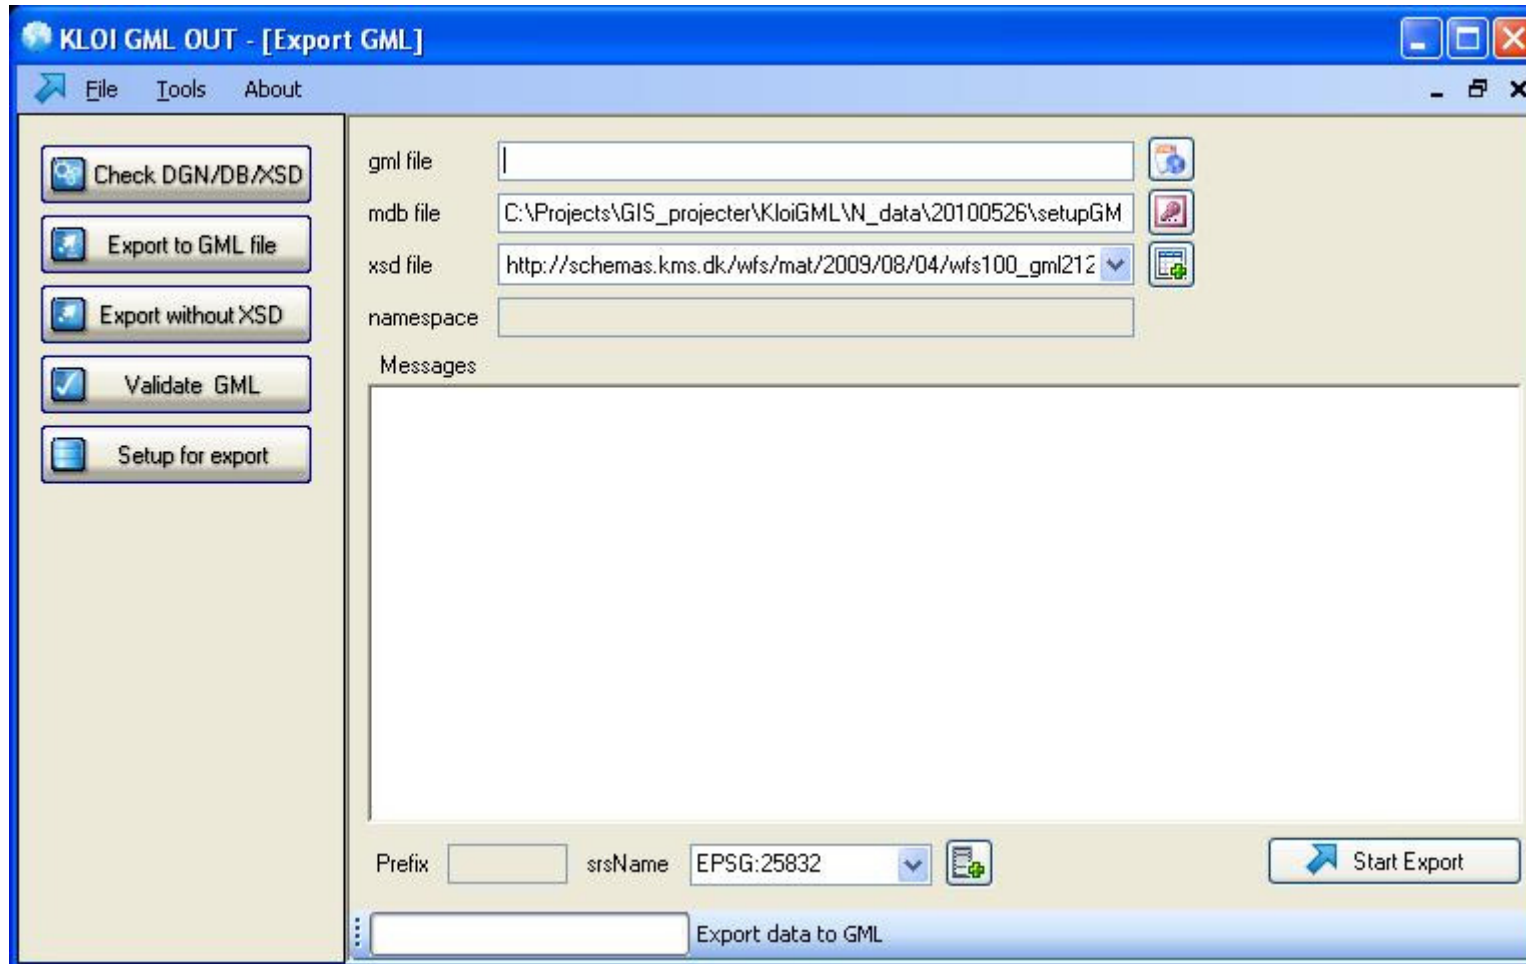 KLOI GML OUT - [Export GML]
File Tools About
Check DGN/DB/XSD
Export to GML file
Export without XSD
Validate GML
Setup for export
gml file
mdb file C:\Projects\GIS_projecter\KloiGML\N_data\20100526\setupGM
xsd file http://schemas.kms.dk/wfs/mat/2009/08/04/wfs100_gml212
namespace
Messages
Prefix srsName EPSG:25832 Start Export
Export data to GML